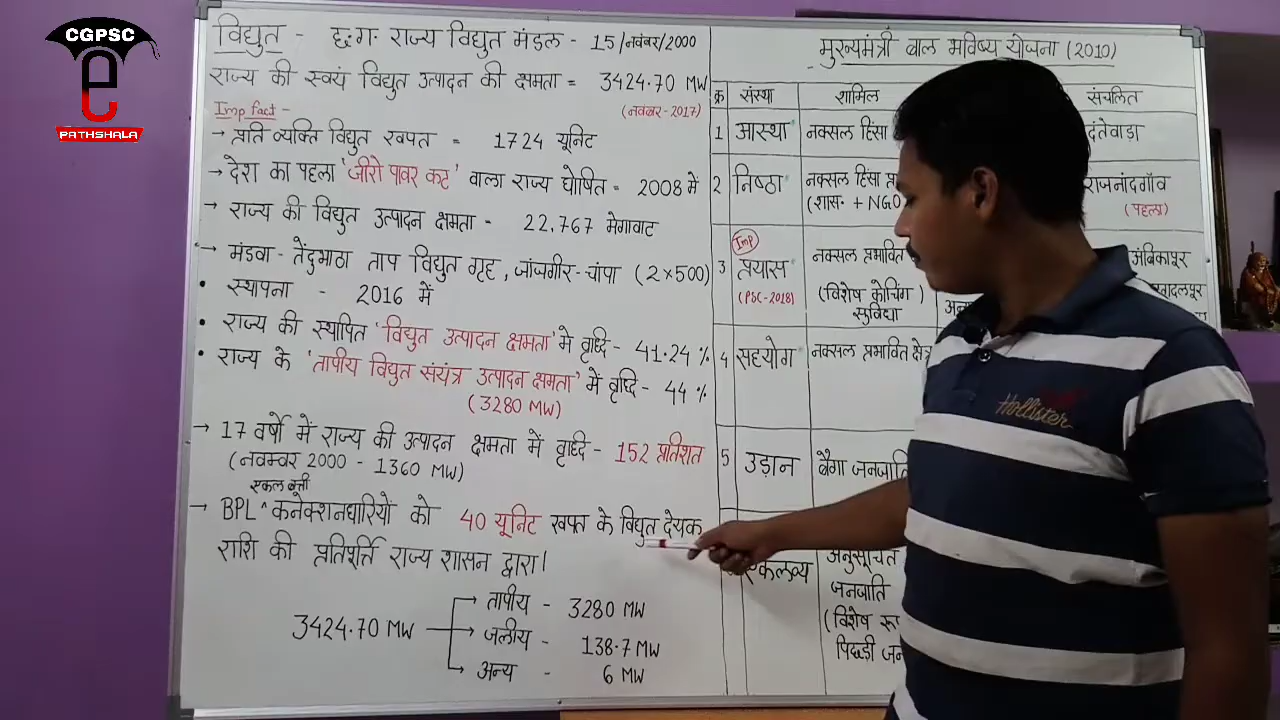 CGPSC
e
PATHSHALA
विद्युत - छ.ग. राज्य विद्युत मंडल - 15/नवंबर/2000
राज्य की स्वयं विद्युत उत्पादन की क्षमता = 3424.70 MW
(नवम्बर-2017)
Imp fact -
→ प्रति व्यक्ति विद्युत खपत = 1724 यूनिट
→ देश का पहला 'जीरो पावर कट' वाला राज्य घोषित = 2008 में
→ राज्य की विद्युत उत्पादन क्षमता - 22.767 मेगावाट
→ मंडवा- तेंदुभाठा ताप विद्युत गृह, जांजगीर-चांपा (2×500)
• स्थापना - 2016 में
• राज्य की स्थापित 'विद्युत उत्पादन क्षमता' में वृध्दि - 41.24 %
• राज्य के 'तापीय विद्युत संयंत्र उत्पादन क्षमता' में वृध्दि - 44 %
(3280 MW)
→ 17 वर्षो में राज्य की उत्पादन क्षमता में वृध्दि - 152 प्रतिशत
(नवम्बर 2000 - 1360 MW)
एकल बत्ती
→ BPL ^ कनेक्शनधारियों को 40 यूनिट खपत के विद्युत देयक
राशि की प्रतिपूर्त्ति राज्य शासन द्वारा।
3424.70 MW
→ तापीय - 3280 MW
→ जलीय - 138.7 MW
→ अन्य - 6 MW
मुख्यमंत्री बाल भविष्य योजना (2010)
क्र संस्था शामिल संचलित
1 आस्था नक्सल हिंसा दंतेवाड़ा
2 निष्ठा नक्सल हिंसा राजनांदगाँव
(शास. + NGO (पहला)
Imp
3 प्रयास नक्सल प्रभावित अंबिकापुर
(PSC-2018) (विशेष कोचिंग)
सुविधा
4 सहयोग नक्सल प्रभावित क्षेत्र
5 उड़ान बैगा जनजाति
एकलव्य अनुसूचित
जनजाति
(विशेष
पिछड़ी
Hollister